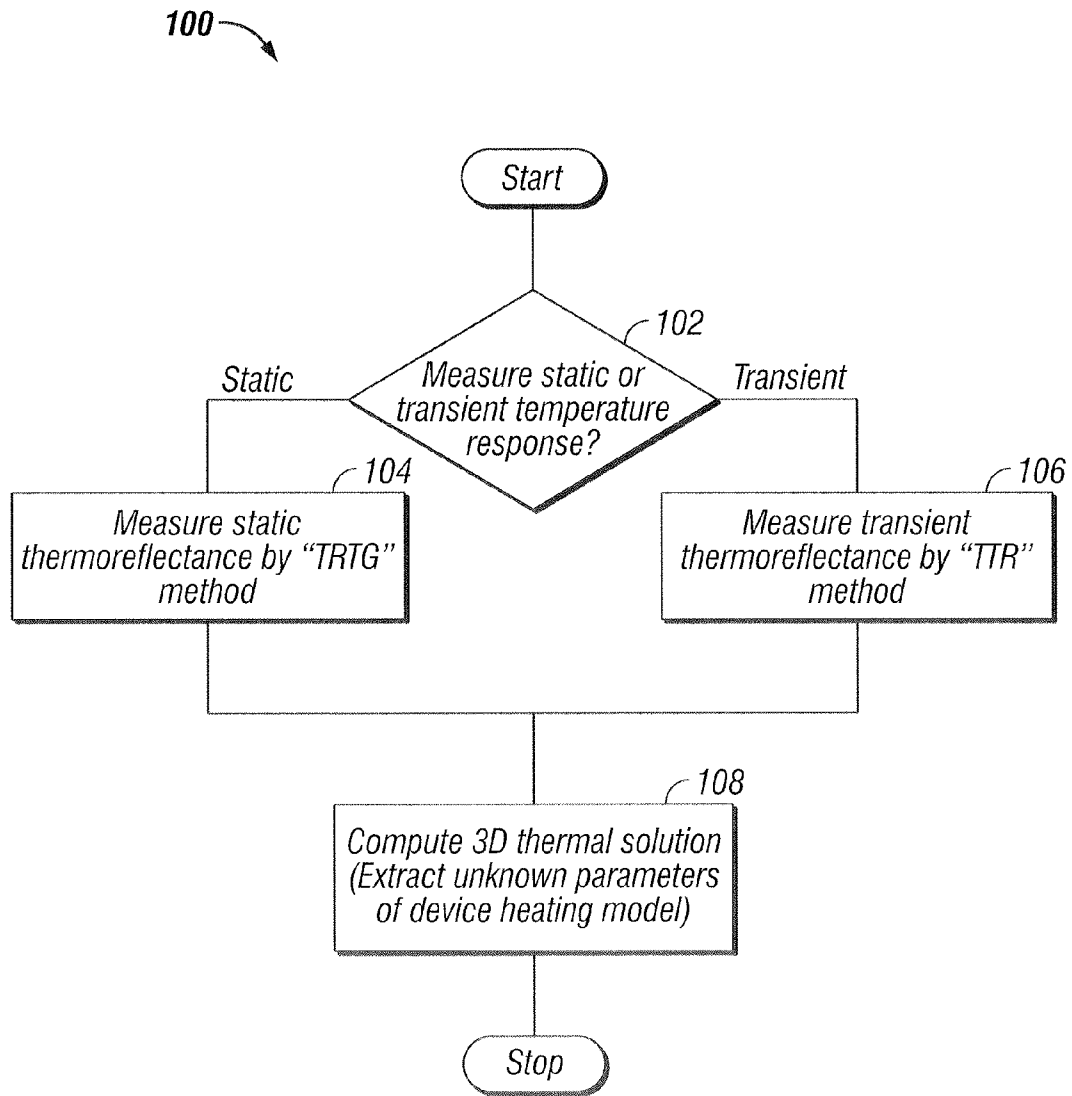 100
Start
102
Measure static or
transient temperature
response?
Static
Transient
104
Measure static
thermoreflectance by “TRTG”
method
106
Measure transient
thermoreflectance by “TTR”
method
108
Compute 3D thermal solution
(Extract unknown parameters
of device heating model)
Stop